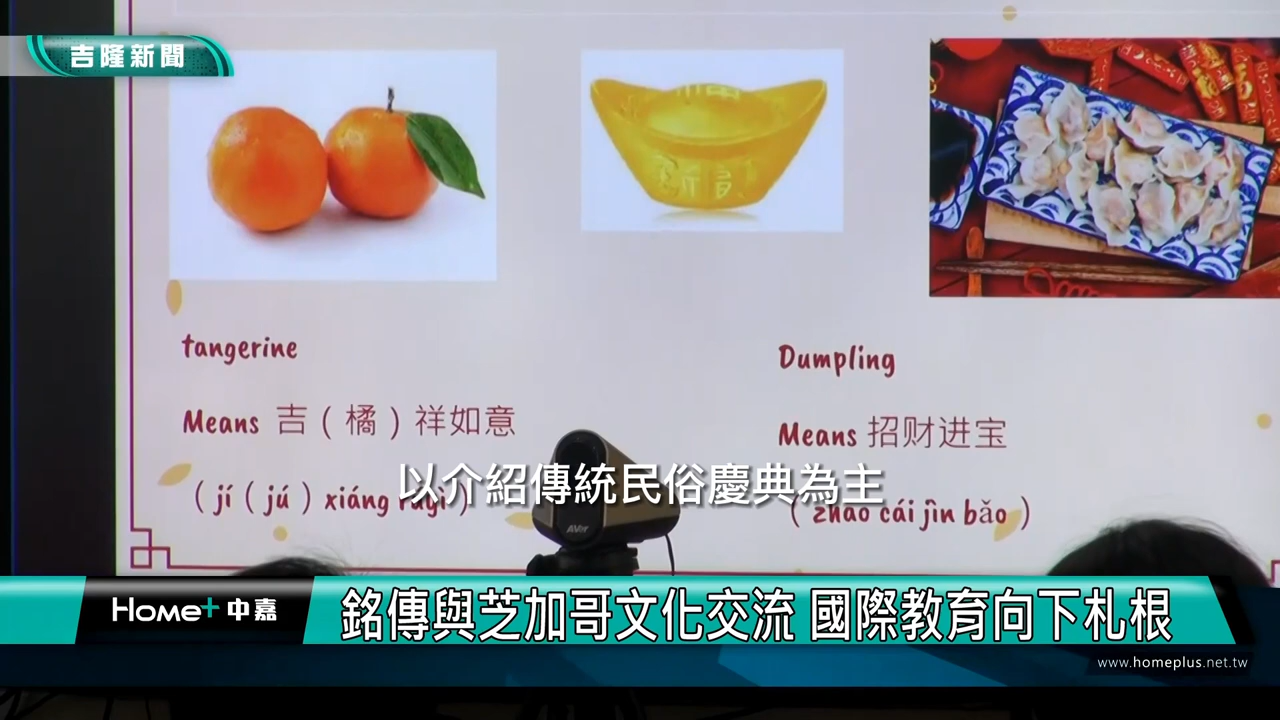 吉隆新聞
tangerine
Means 吉（橘）祥如意
（jí（jú）xiáng rúyì）
Dumpling
Means 招财进宝
（zhāo cái jìn bǎo）
以介紹傳統民俗慶典為主
AVer
Home+中嘉
銘傳與芝加哥文化交流 國際教育向下札根
www.homeplus.net.tw